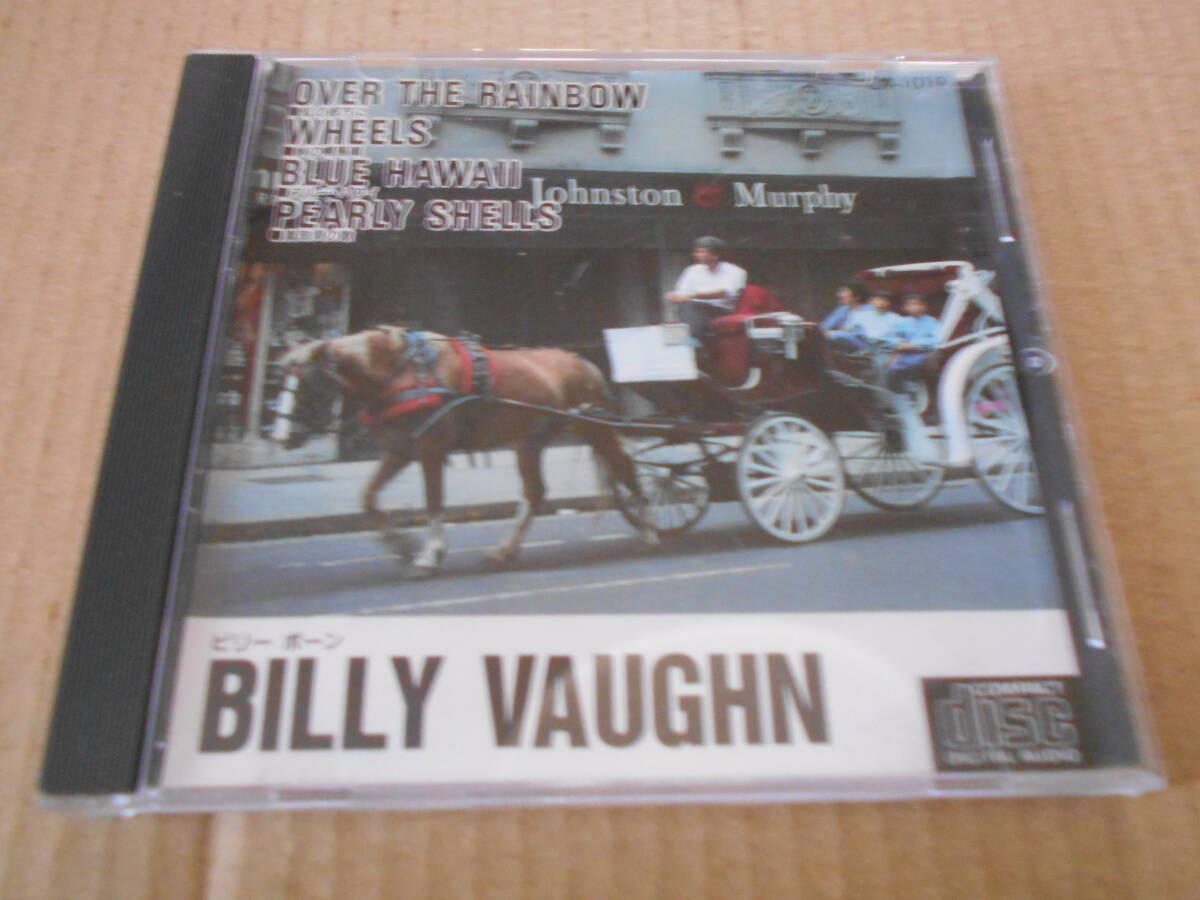 OVER THE RAINBOW
WHEELS
BLUE HAWAII
PEARLY SHELLS
Johnston & Murphy
ビリー ボーン
BILLY VAUGHN
COMPACT
disc
DIGITAL AUDIO